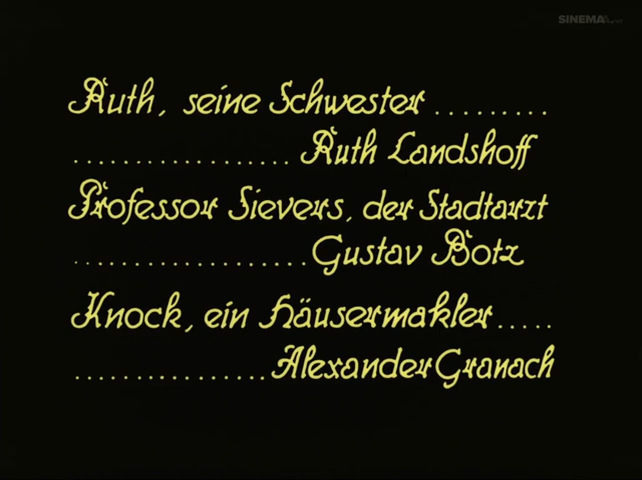 SINEMA
Ruth, seine Schwester .........
................... Ruth Landshoff
Professor Sievers, der Stadtarzt
................... Gustav Botz
Knock, ein Häusermakler.....
................. Alexander Granach